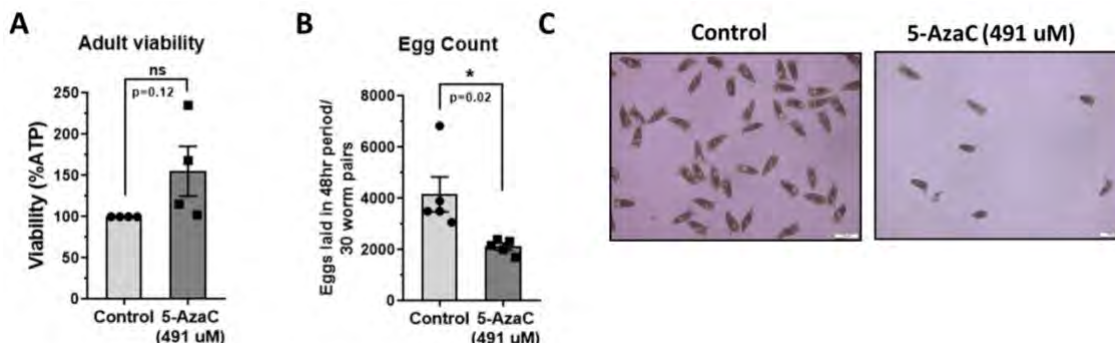 A
Adult viability
ns
p=0.12
250
200
150
100
50
0
Viability (%ATP)
Control
5-AzaC
(491 uM)
B
Egg Count
*
p=0.02
8000
6000
4000
2000
0
Eggs laid in 48hr period/
30 worm pairs
Control
5-AzaC
(491 uM)
C
Control
5-AzaC (491 uM)